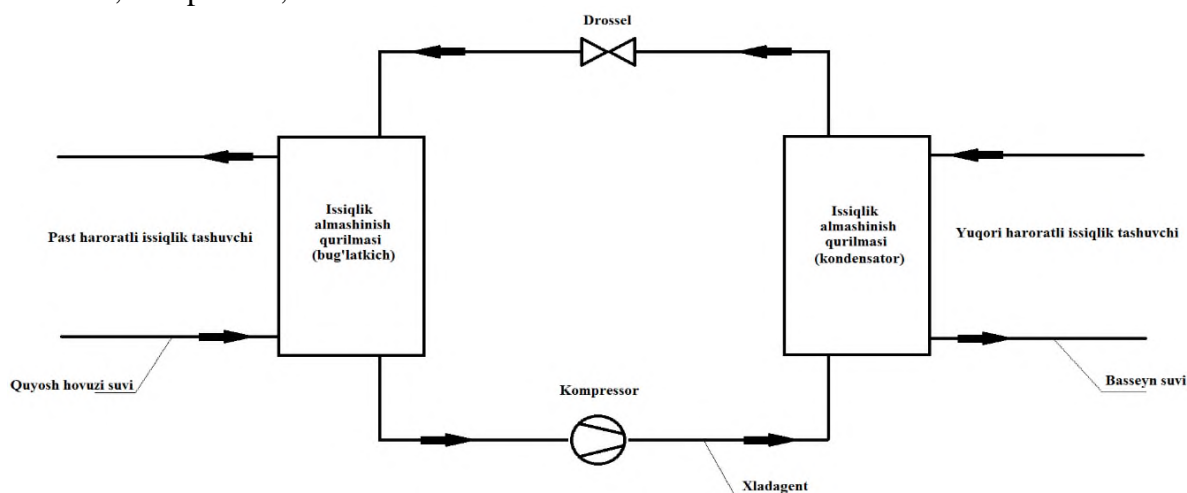 Drossel
Issiqlik
almashinish
qurilmasi
(bug'latkich)
Issiqlik
almashinish
qurilmasi
(kondensator)
Past haroratli issiqlik tashuvchi
Yuqori haroratli issiqlik tashuvchi
Quyosh hovuzi suvi
Kompressor
Basseyn suvi
Xladagent